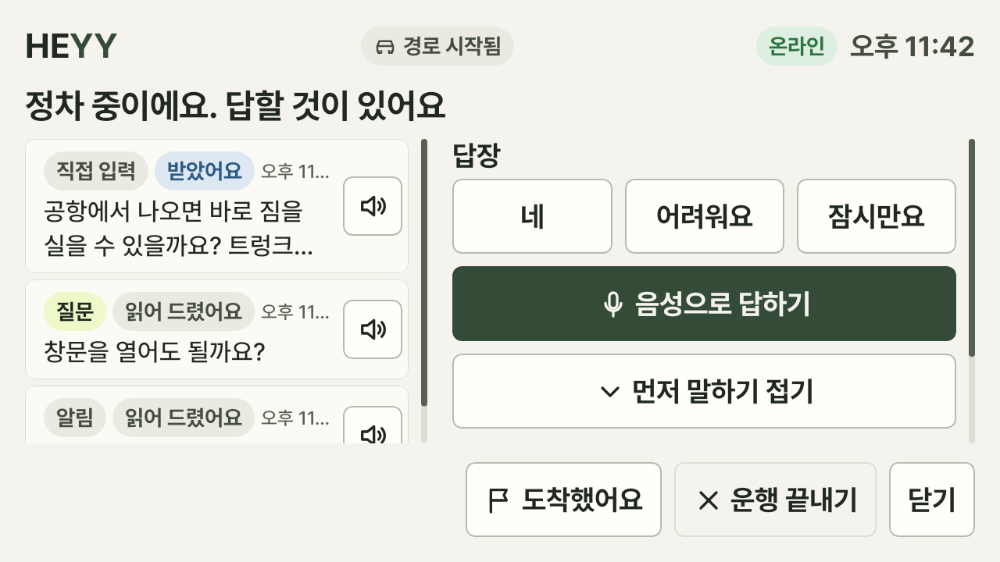 HEYY
경로 시작됨
온라인
오후 11:42
정차 중이에요. 답할 것이 있어요
직접 입력
받았어요
오후 11...
공항에서 나오면 바로 짐을
실을 수 있을까요? 트렁크...
질문
읽어 드렸어요
오후 11...
창문을 열어도 될까요?
알림
읽어 드렸어요
오후 11...
답장
네
어려워요
잠시만요
음성으로 답하기
먼저 말하기 접기
도착했어요
운행 끝내기
닫기